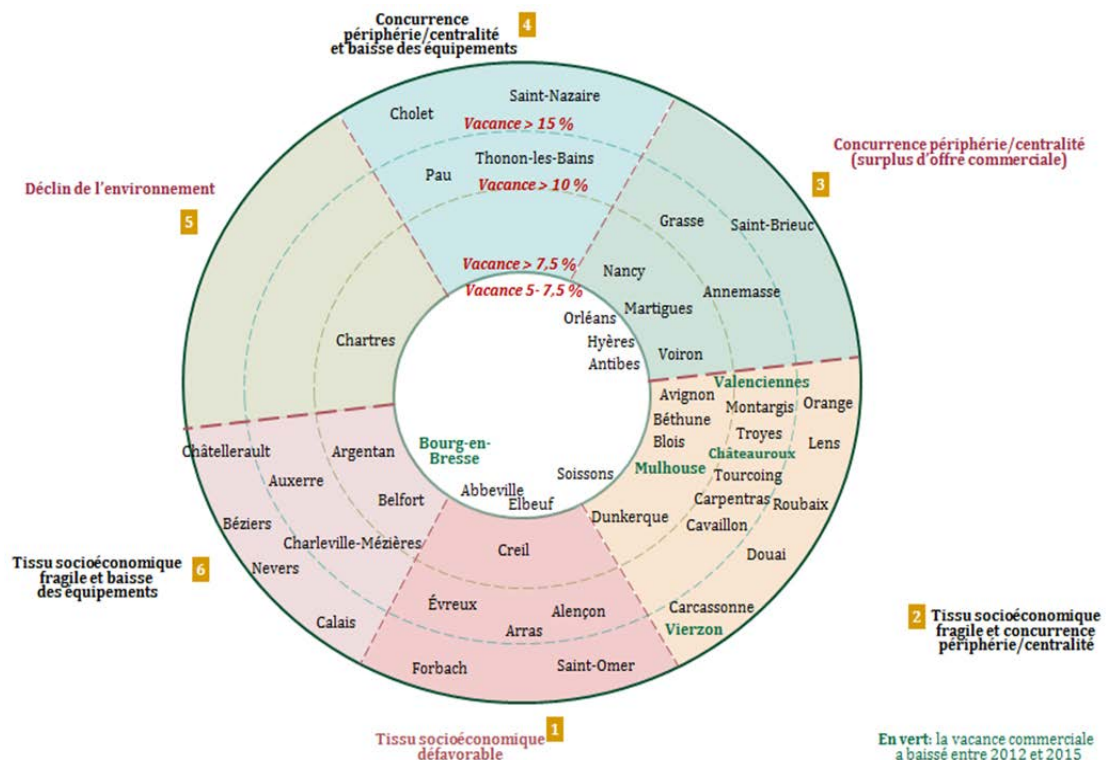 Concurrence
périphérie/centralité
et baisse des équipements
4
Cholet
Saint-Nazaire
Vacance > 15 %
Thonon-les-Bains
Pau
Vacance > 10 %
Vacance > 7,5 %
Vacance 5- 7,5 %
Concurrence périphérie/centralité
(surplus d'offre commerciale)
3
Grasse
Saint-Brieuc
Nancy
Annemasse
Martigues
Voiron
Orléans
Hyères
Antibes
Déclin de l'environnement
5
Chartres
Valenciennes
Avignon
Montargis
Orange
Béthune
Troyes
Lens
Blois
Châteauroux
Mulhouse
Tourcoing
Carpentras
Roubaix
Dunkerque
Cavaillon
Douai
Carcassonne
Vierzon
2
Tissu socioéconomique
fragile et concurrence
périphérie/centralité
Bourg-en-
Bresse
Soissons
Abbeville
Elbeuf
Châtellerault
Argentan
Auxerre
Belfort
Béziers
Charleville-Mézières
Nevers
Calais
Tissu socioéconomique
fragile et baisse
des équipements
6
Creil
Évreux
Alençon
Arras
Forbach
Saint-Omer
1
Tissu socioéconomique
défavorable
En vert: la vacance commerciale
a baissé entre 2012 et 2015